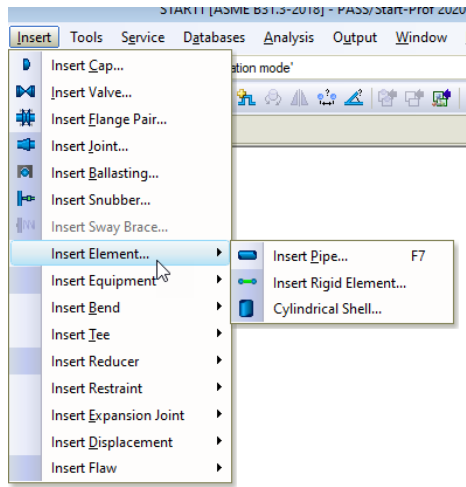 START1 [ASME B31.3-2018] - PASS/Start-Prof 2020
Insert Tools Service Databases Analysis Output Window
Insert Cap...
ation mode'
Insert Valve...
Insert Flange Pair...
Insert Joint...
Insert Ballasting...
Insert Snubber...
Insert Sway Brace...
Insert Element...
Insert Pipe... F7
Insert Equipment
Insert Rigid Element...
Insert Bend
Cylindrical Shell...
Insert Tee
Insert Reducer
Insert Restraint
Insert Expansion Joint
Insert Displacement
Insert Flaw